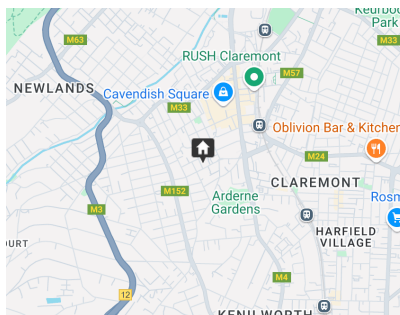 Keurboo
Park
M63
M33
RUSH Claremont
M57
NEWLANDS
Cavendish Square
M33
Oblivion Bar & Kitchen
M24
CLAREMONT
M152
Arderne
Gardens
Rosm
M3
HARFIELD
VILLAGE
OURT
M4
12
KENILWORTH